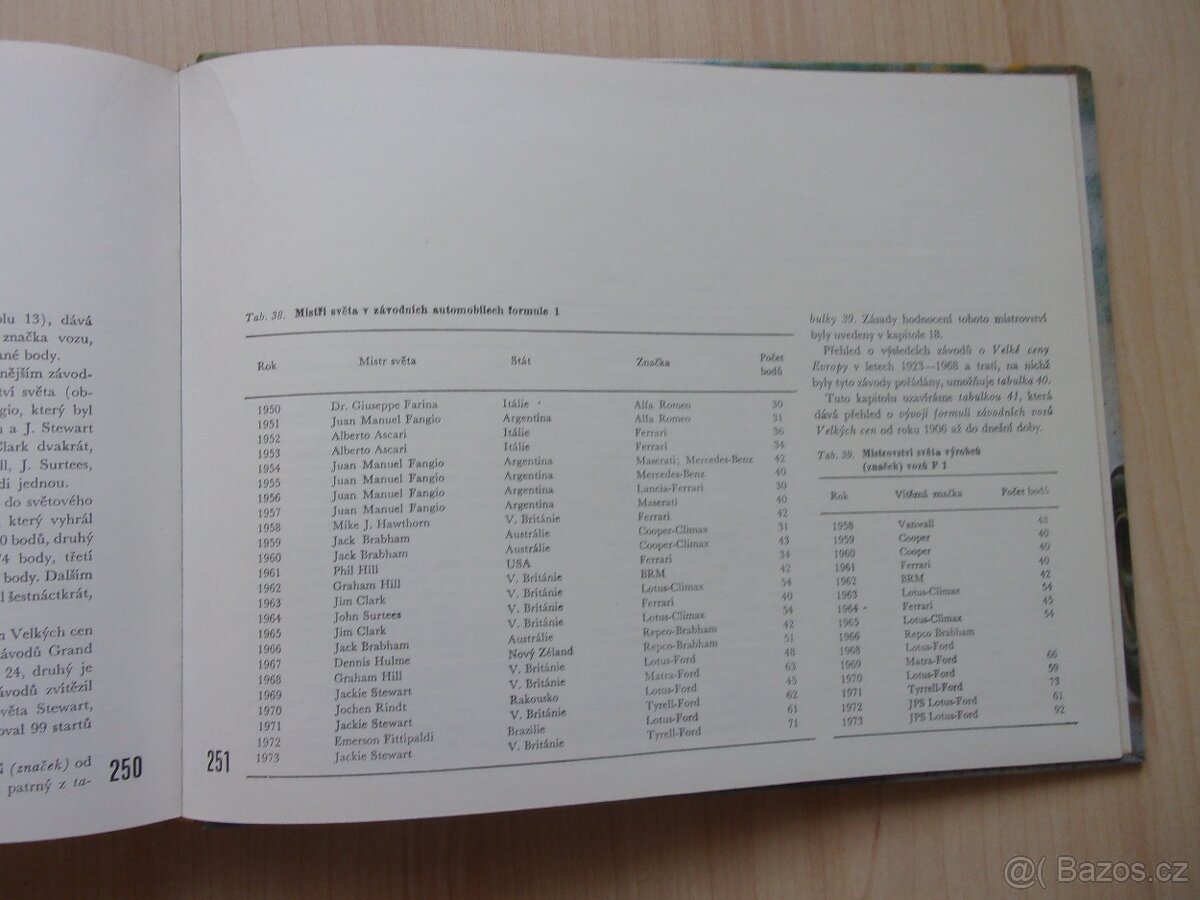 olu 13), dává
značka vozu,
né body.
nějším závod-
ství světa (ob-
gio, který byl
a J. Stewart
Clark dvakrát,
ll, J. Surtees,
dí jednou.
do světového
který vyhrál
0 bodů, druhý
74 body, třetí
body. Dalším
l šestnáctkrát,
Velkých cen
závodů Grand
24, druhý je
závodů zvítězil
světa Stewart,
oval 99 startů
ů (značek) od
patrný z ta-
250
251
Tab. 38. Mistři světa v závodních automobilech formule 1
Rok Mistr světa Stát Značka Počet bodů
1950 Dr. Giuseppe Farina Itálie Alfa Romeo 30
1951 Juan Manuel Fangio Argentina Alfa Romeo 31
1952 Alberto Ascari Itálie Ferrari 36
1953 Alberto Ascari Itálie Ferrari 34
1954 Juan Manuel Fangio Argentina Maserati; Mercedes-Benz 42
1955 Juan Manuel Fangio Argentina Mercedes-Benz 40
1956 Juan Manuel Fangio Argentina Lancia-Ferrari 30
1957 Juan Manuel Fangio Argentina Maserati 40
1958 Mike J. Hawthorn V. Británie Ferrari 42
1959 Jack Brabham Austrálie Cooper-Climax 31
1960 Jack Brabham Austrálie Cooper-Climax 43
1961 Phil Hill USA Ferrari 34
1962 Graham Hill V. Británie BRM 42
1963 Jim Clark V. Británie Lotus-Climax 54
1964 John Surtees V. Británie Ferrari 40
1965 Jim Clark V. Británie Lotus-Climax 54
1966 Jack Brabham Austrálie Repco-Brabham 42
1967 Dennis Hulme Nový Zéland Repco-Brabham 51
1968 Graham Hill V. Británie Lotus-Ford 48
1969 Jackie Stewart V. Británie Matra-Ford 63
1970 Jochen Rindt Rakousko Lotus-Ford 45
1971 Jackie Stewart V. Británie Tyrell-Ford 62
1972 Emerson Fittipaldi Brazílie Lotus-Ford 61
1973 Jackie Stewart V. Británie Tyrell-Ford 71
bulky 39. Zásady hodnocení tohoto mistrovství
byly uvedeny v kapitole 18.
Přehled o výsledcích závodů o Velké ceny
Evropy v letech 1923—1968 a tratí, na nichž
byly tyto závody pořádány, umožňuje tabulka 40.
Tuto kapitolu uzavíráme tabulkou 41, která
dává přehled o vývoji formulí závodních vozů
Velkých cen od roku 1906 až do dnešní doby.
Tab. 39. Mistrovství světa výrobců
(značek) vozů F 1
Rok Vítězná značka Počet bodů
1958 Vanwall 48
1959 Cooper 40
1960 Cooper 40
1961 Ferrari 40
1962 BRM 42
1963 Lotus-Climax 54
1964 Ferrari 45
1965 Lotus-Climax 54
1966 Repco Brabham
1968 Lotus-Ford
1969 Matra-Ford 66
1970 Lotus-Ford 59
1971 Tyrrell-Ford 73
1972 JPS Lotus-Ford 61
1973 JPS Lotus-Ford 92
@( Bazos.cz